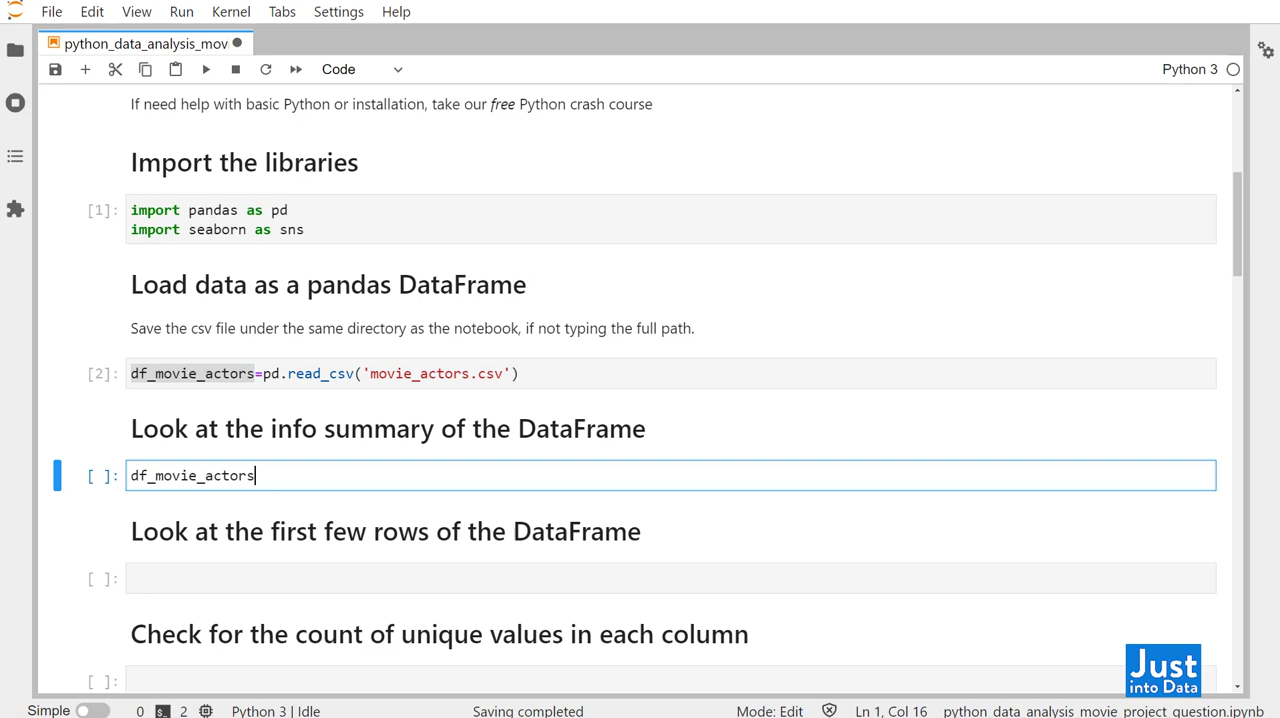 File Edit View Run Kernel Tabs Settings Help
python_data_analysis_mov
Code
Python 3
If need help with basic Python or installation, take our free Python crash course
Import the libraries
[1]: import pandas as pd
import seaborn as sns
Load data as a pandas DataFrame
Save the csv file under the same directory as the notebook, if not typing the full path.
[2]: df_movie_actors=pd.read_csv('movie_actors.csv')
Look at the info summary of the DataFrame
[ ]: df_movie_actors
Look at the first few rows of the DataFrame
[ ]:
Check for the count of unique values in each column
[ ]:
Just
into Data
Simple 0 2 Python 3 | Idle Saving completed Mode: Edit Ln 1, Col 16 python_data_analysis_movie_project_question.ipynb